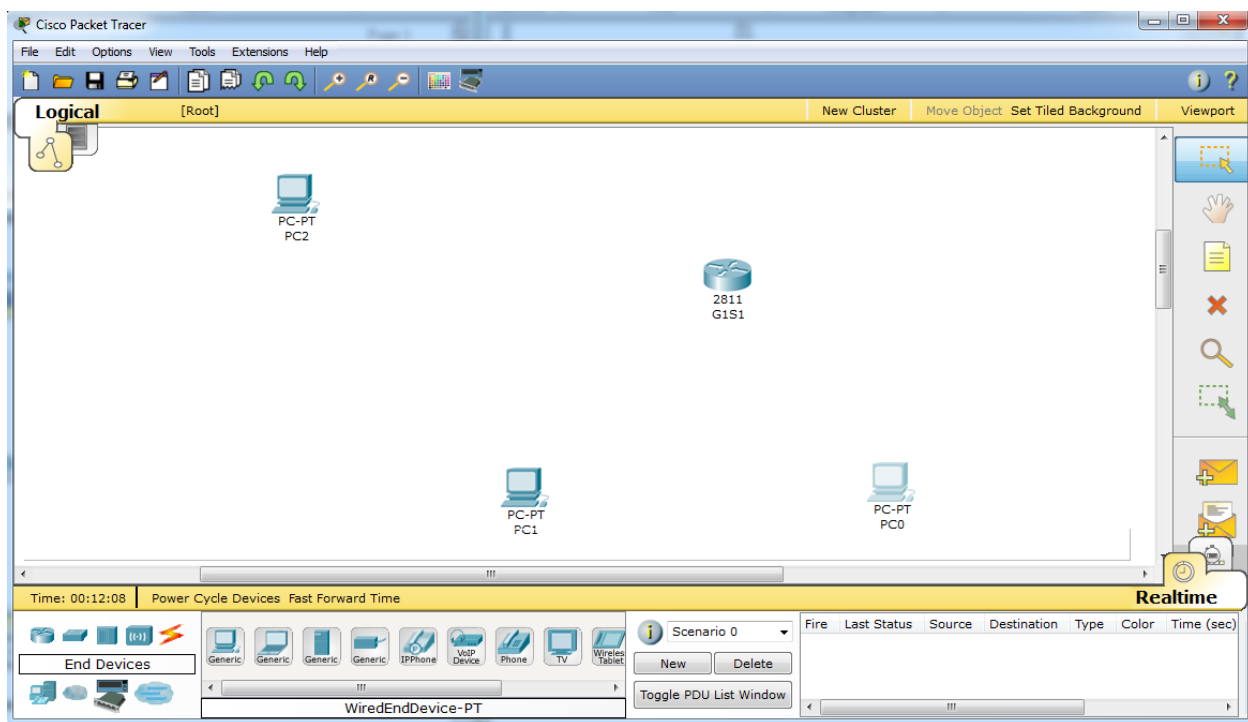 Cisco Packet Tracer
File Edit Options View Tools Extensions Help
Logical [Root] New Cluster Move Object Set Tiled Background Viewport
PC-PT
PC2
2811
G1S1
PC-PT
PC1
PC-PT
PC0
Time: 00:12:08 Power Cycle Devices Fast Forward Time Realtime
End Devices
Generic Generic Generic Generic IPPhone VoIP Device Phone TV Wireles Tablet
WiredEndDevice-PT
Scenario 0
New Delete
Toggle PDU List Window
Fire Last Status Source Destination Type Color Time (sec)